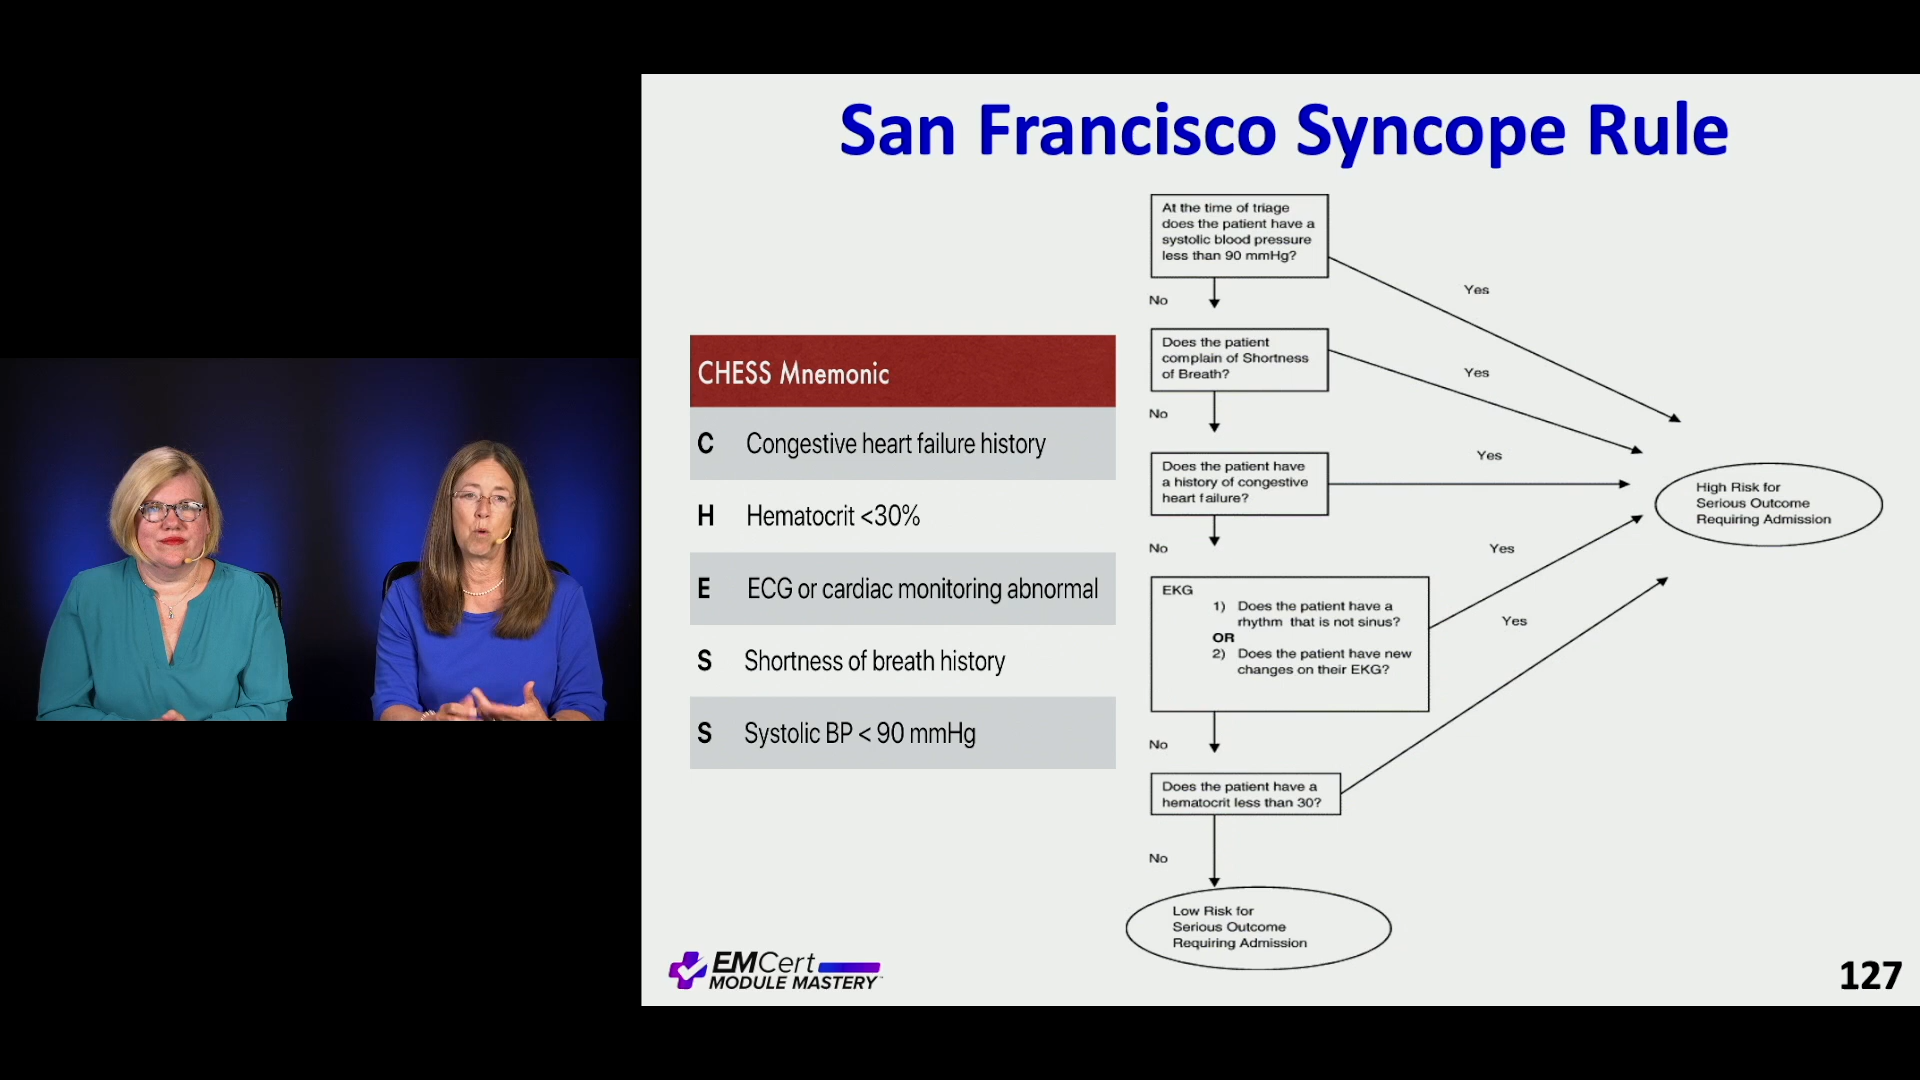 San Francisco Syncope Rule
CHESS Mnemonic
C Congestive heart failure history
H Hematocrit <30%
E ECG or cardiac monitoring abnormal
S Shortness of breath history
S Systolic BP < 90 mmHg
At the time of triage
does the patient have a
systolic blood pressure
less than 90 mmHg?
Yes
No
Does the patient
complain of Shortness
of Breath?
Yes
No
Does the patient have
a history of congestive
heart failure?
Yes
No
EKG
1) Does the patient have a
rhythm that is not sinus?
OR
2) Does the patient have new
changes on their EKG?
Yes
Yes
No
Does the patient have a
hematocrit less than 30?
No
High Risk for
Serious Outcome
Requiring Admission
Low Risk for
Serious Outcome
Requiring Admission
EMCert
MODULE MASTERY
127